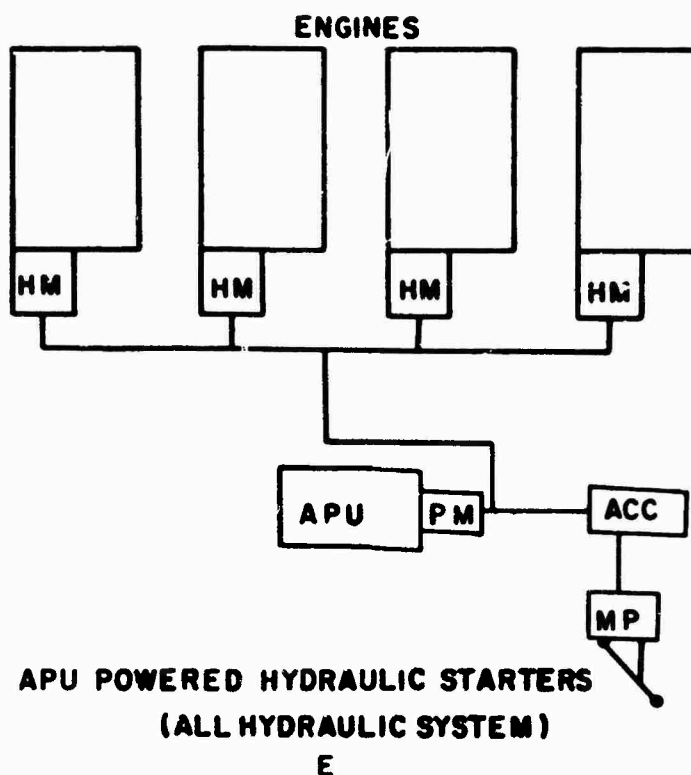 ENGINES
HM HM HM HM
APU PM ACC
MP
APU POWERED HYDRAULIC STARTERS
(ALL HYDRAULIC SYSTEM)
E